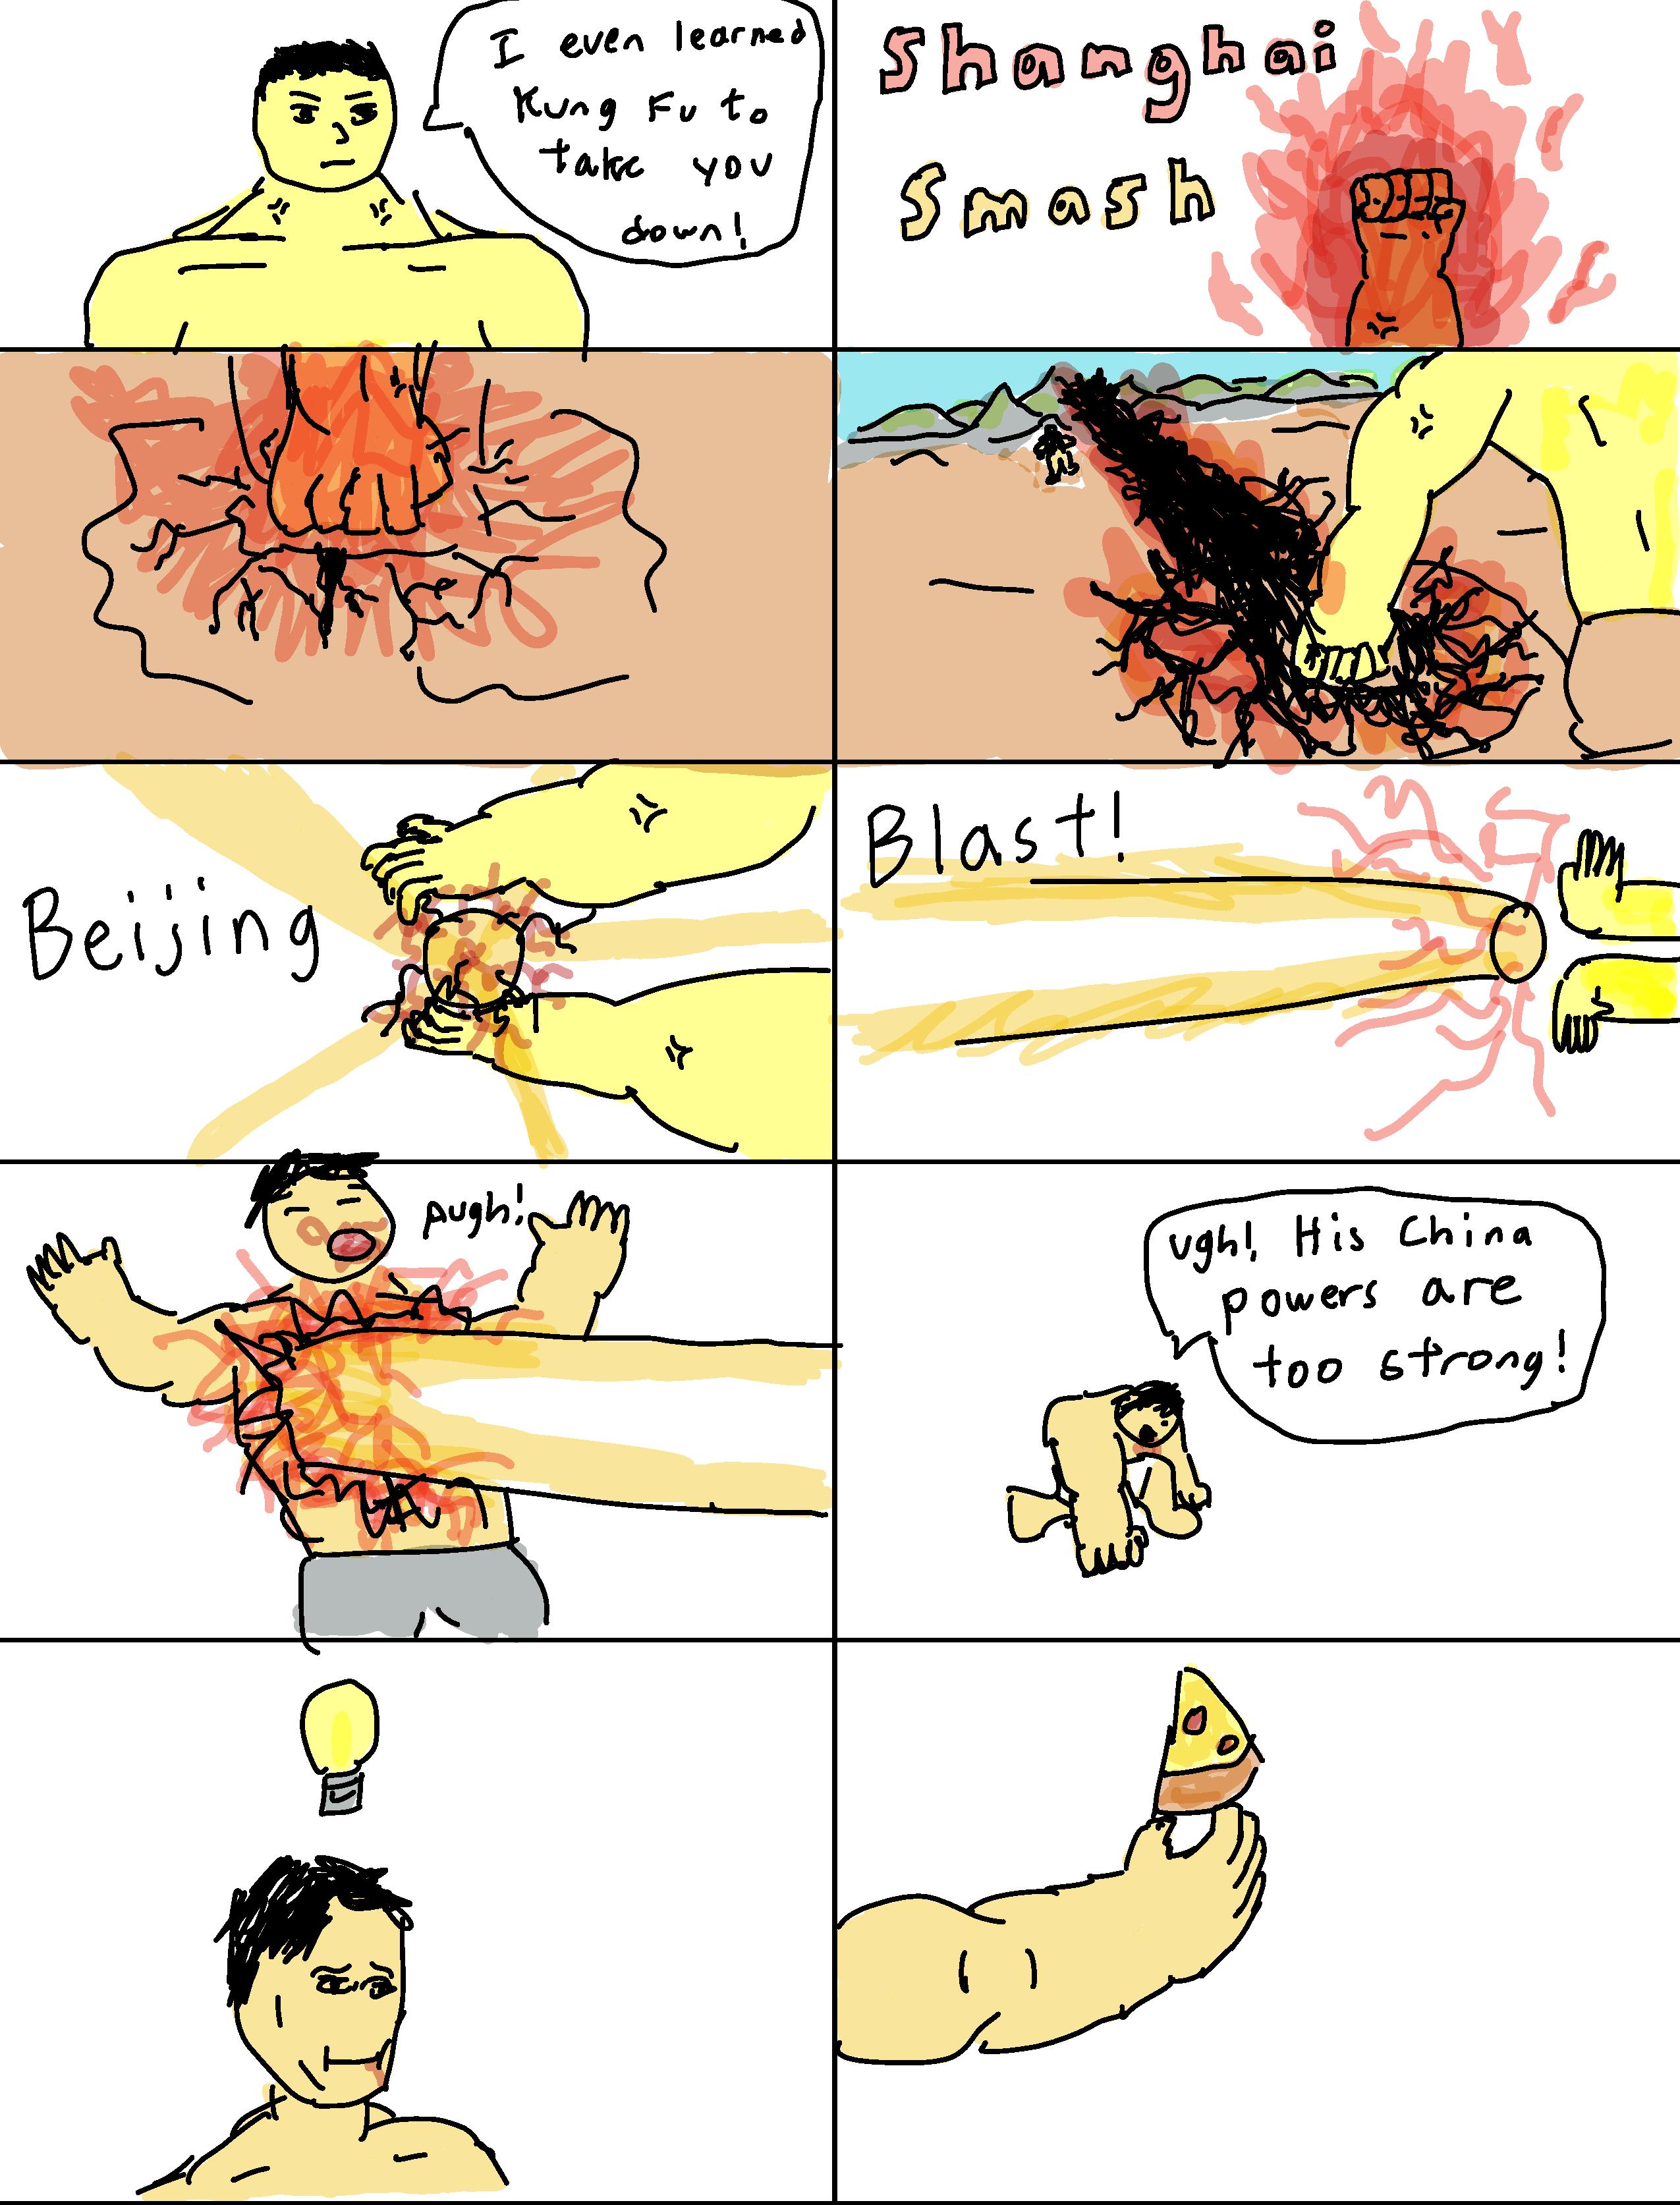 I even learned
Kung Fu to
take you
down!
Shanghai
Smash
Beijing
Blast!
Augh!
Ugh!, His China
powers are
too strong!